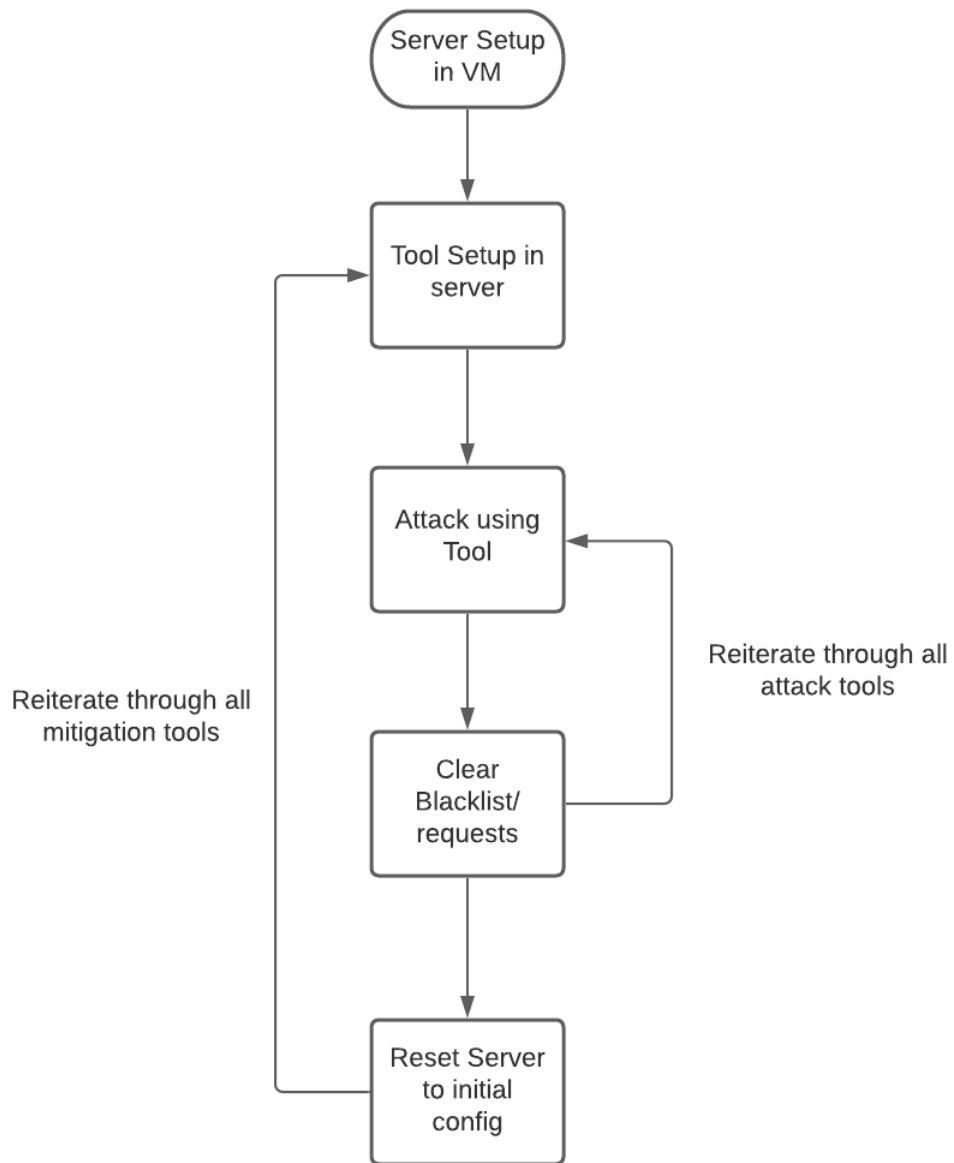 Server Setup
in VM
Tool Setup in
server
Attack using
Tool
Reiterate through all
attack tools
Reiterate through all
mitigation tools
Clear
Blacklist/
requests
Reset Server
to initial
config